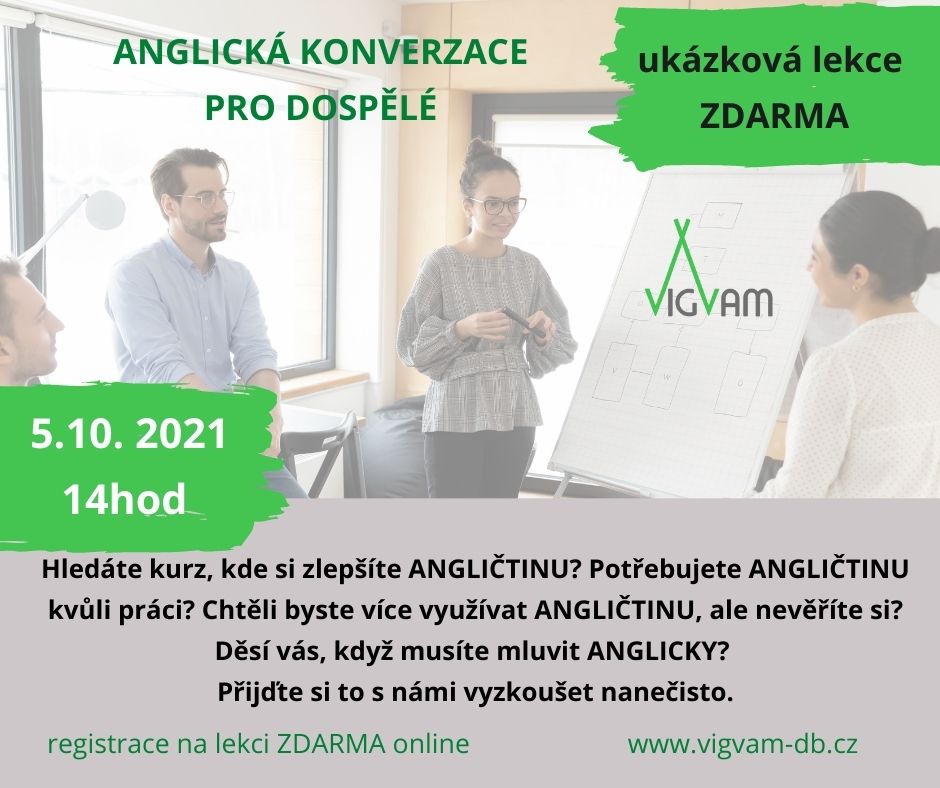 ANGLICKÁ KONVERZACE
PRO DOSPĚLÉ
ukázková lekce
ZDARMA
VIGVAM
5.10. 2021
14hod
Hledáte kurz, kde si zlepšíte ANGLIČTINU? Potřebujete ANGLIČTINU
kvůli práci? Chtěli byste více využívat ANGLIČTINU, ale nevěříte si?
Děsí vás, když musíte mluvit ANGLICKY?
Přijďte si to s námi vyzkoušet nanečisto.
registrace na lekci ZDARMA online
www.vigvam-db.cz